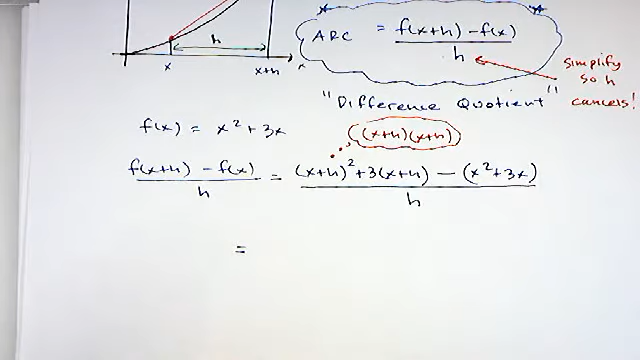 h
x
x+h
x
ARC = f(x+h) - f(x) / h
simplify
so h
cancels!
"Difference Quotient"
f(x) = x² + 3x
(x+h)(x+h)
f(x+h) - f(x) / h = (x+h)² + 3(x+h) - (x² + 3x) / h
=